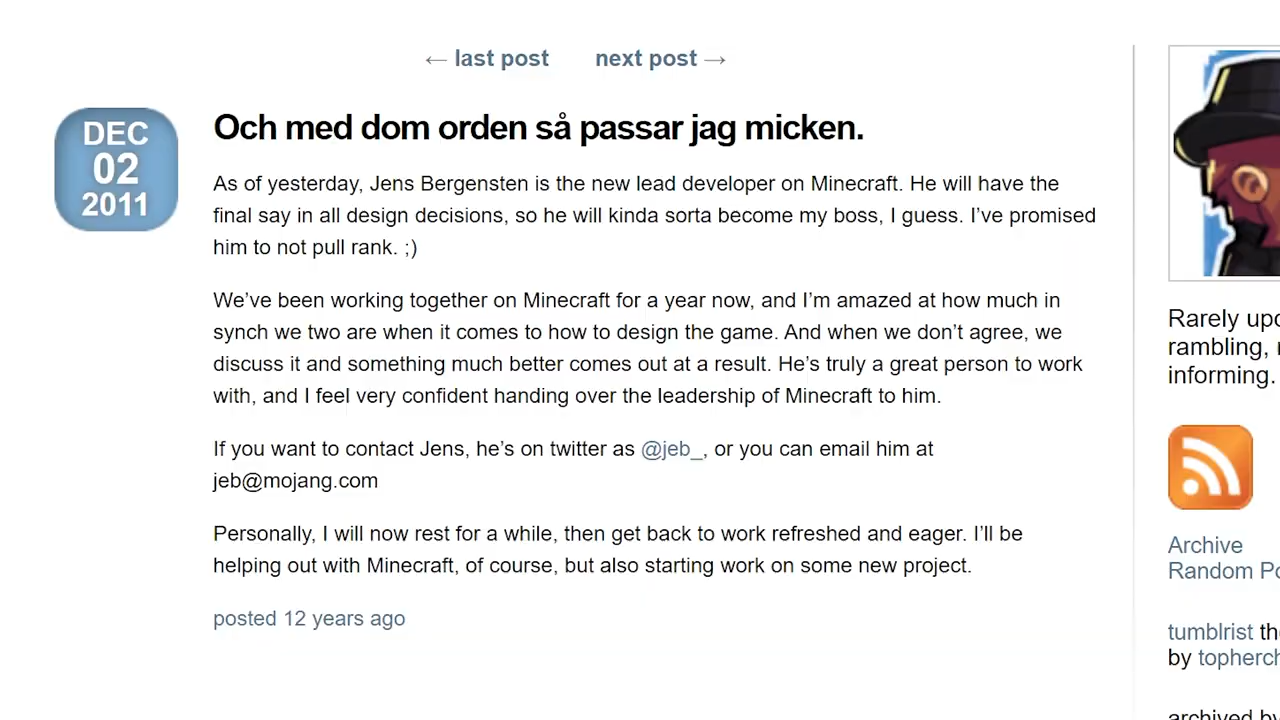 ← last post next post →
DEC
02
2011
Och med dom orden så passar jag micken.
As of yesterday, Jens Bergensten is the new lead developer on Minecraft. He will have the
final say in all design decisions, so he will kinda sorta become my boss, I guess. I’ve promised
him to not pull rank. ;)
We’ve been working together on Minecraft for a year now, and I’m amazed at how much in
synch we two are when it comes to how to design the game. And when we don’t agree, we
discuss it and something much better comes out at a result. He’s truly a great person to work
with, and I feel very confident handing over the leadership of Minecraft to him.
If you want to contact Jens, he’s on twitter as @jeb_, or you can email him at
jeb@mojang.com
Personally, I will now rest for a while, then get back to work refreshed and eager. I’ll be
helping out with Minecraft, of course, but also starting work on some new project.
posted 12 years ago
Rarely
rambling,
informing.
Archive
Random
tumblrist
by
archived by